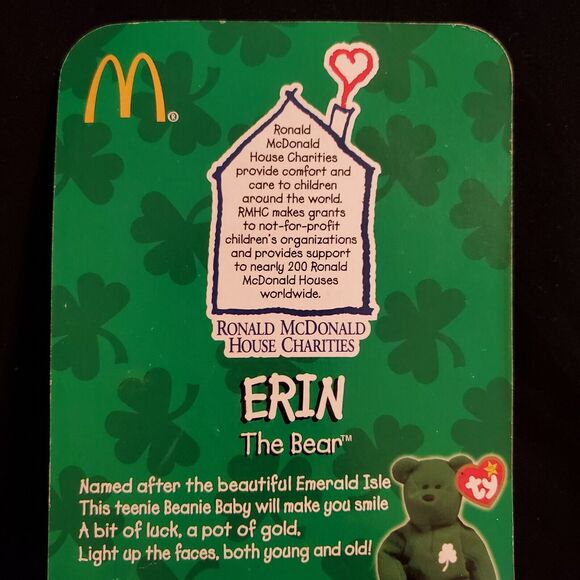 M®
Ronald
McDonald
House Charities
provide comfort and
care to children
around the world.
RMHC makes grants
to not-for-profit
children's organizations
and provides support
to nearly 200 Ronald
McDonald Houses
worldwide.
RONALD MCDONALD
HOUSE CHARITIES
ERIN
The Bear™
Named after the beautiful Emerald Isle
This teenie Beanie Baby will make you smile
A bit of luck, a pot of gold,
Light up the faces, both young and old!
ty